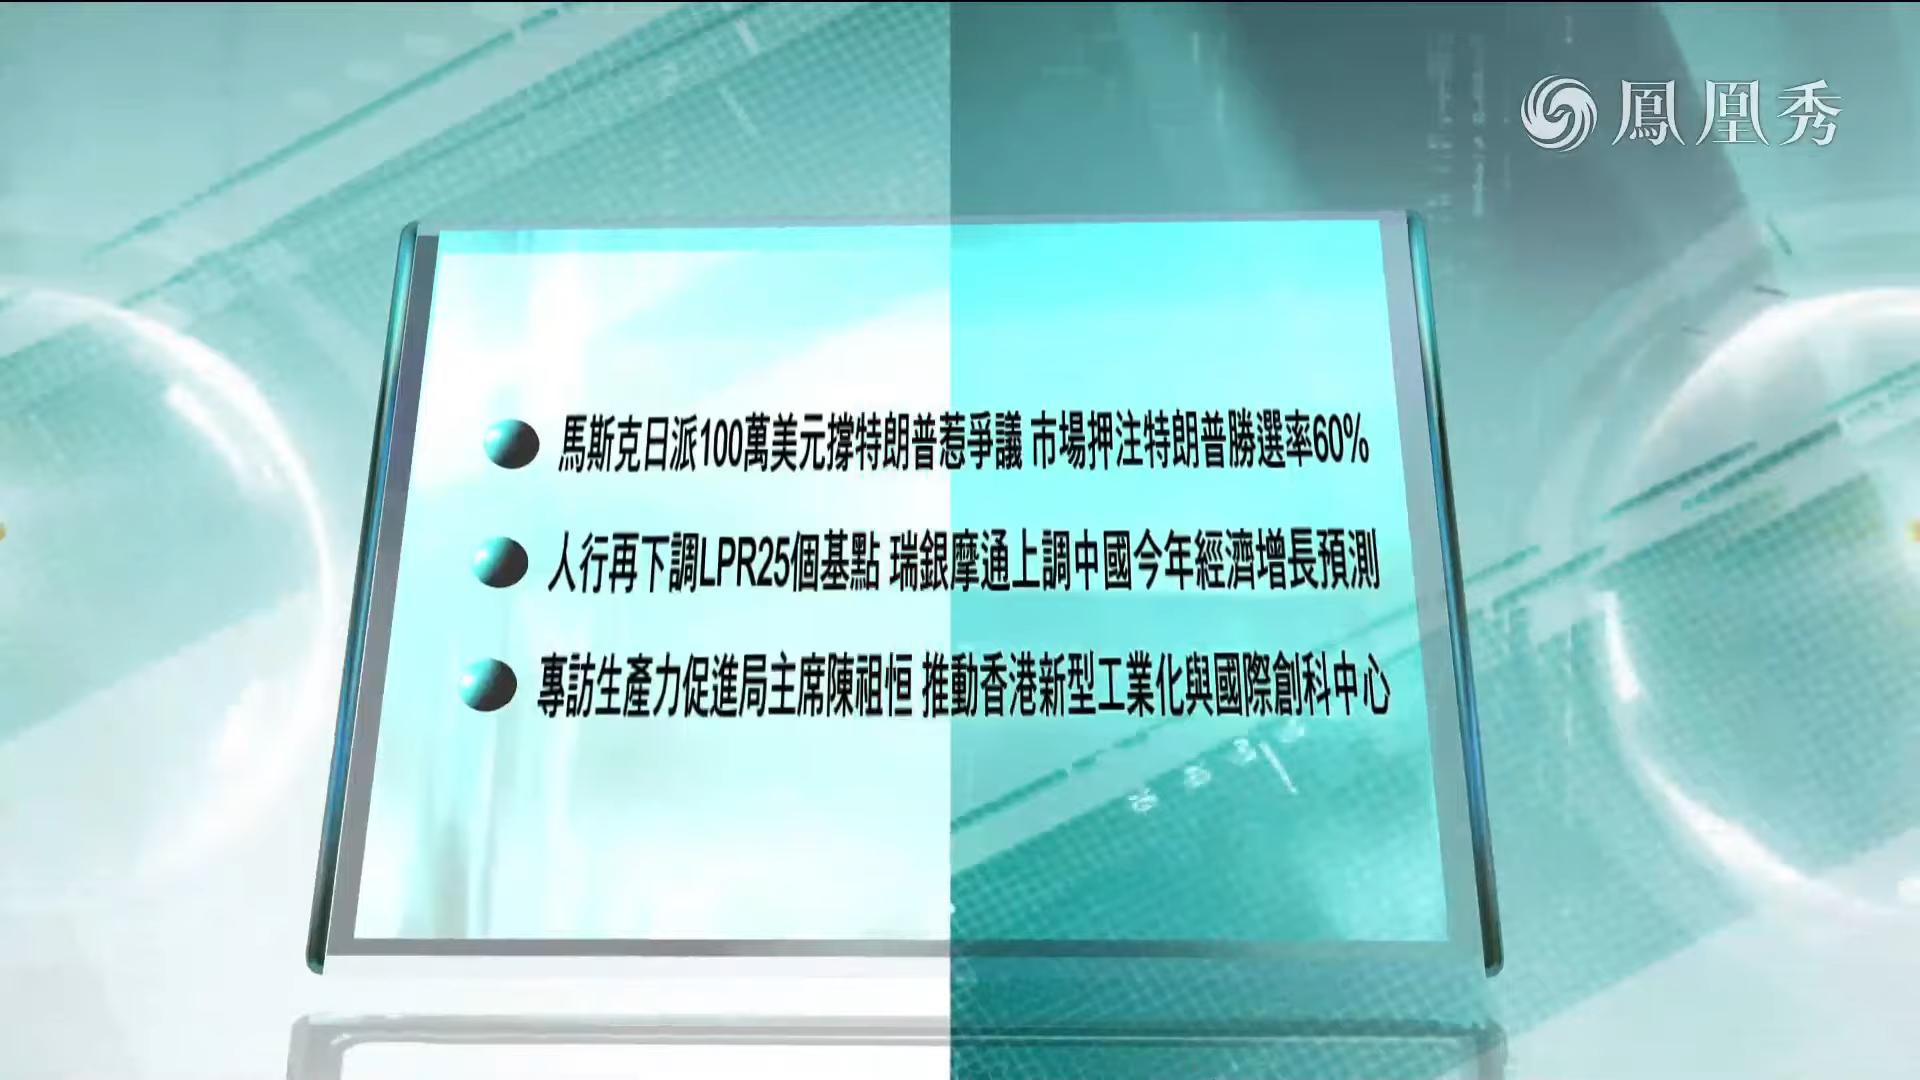 鳳凰秀
馬斯克日派100萬美元撐特朗普惹爭議 市場押注特朗普勝選率60%
人行再下調LPR25個基點 瑞銀摩通上調中國今年經濟增長預測
專訪生產力促進局主席陳祖恒 推動香港新型工業化與國際創科中心